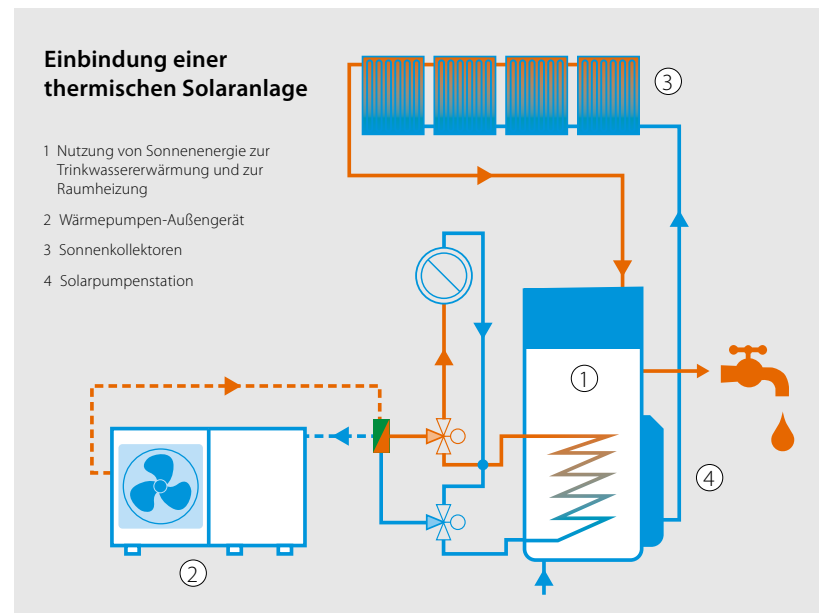 Einbindung einer
thermischen Solaranlage
1 Nutzung von Sonnenenergie zur
Trinkwassererwärmung und zur
Raumheizung
2 Wärmepumpen-Außengerät
3 Sonnenkollektoren
4 Solarpumpenstation
3
1
4
2